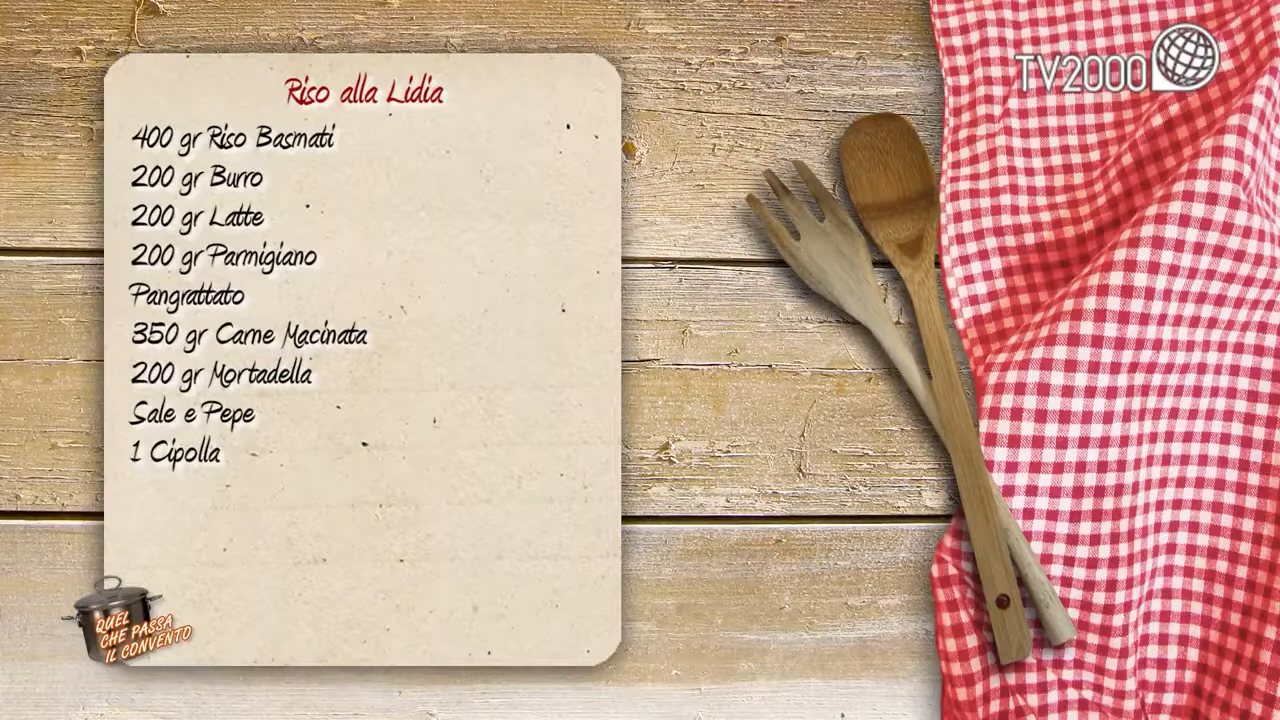 Riso alla Lidia
400 gr Riso Basmati
200 gr Burro
200 gr Latte
200 gr Parmigiano
Pangrattato
350 gr Carne Macinata
200 gr Mortadella
Sale e Pepe
1 Cipolla
TV2000
QUEL
CHE PASSA
IL CONVENTO